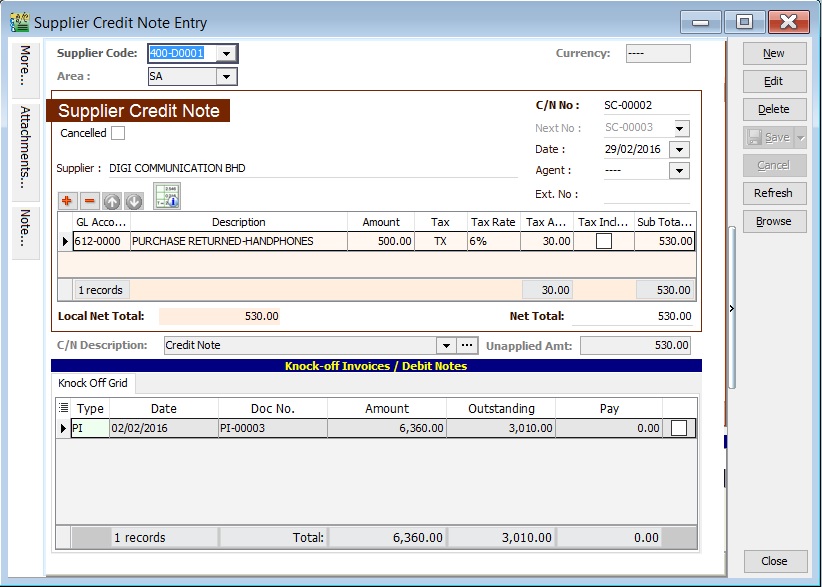 Supplier Credit Note Entry
More...
Attachments...
Note...
Supplier Code: 400-D0001 Currency: ----
Area : SA
Supplier Credit Note
Cancelled
C/N No : SC-00002
Next No : SC-00003
Date : 29/02/2016
Supplier : DIGI COMMUNICATION BHD
Agent : ----
Ext. No :
GL Acco... Description Amount Tax Tax Rate Tax A... Tax Incl... Sub Tota...
612-0000 PURCHASE RETURNED-HANDPHONES 500.00 TX 6% 30.00 530.00
1 records 30.00 530.00
Local Net Total: 530.00 Net Total: 530.00
C/N Description: Credit Note Unapplied Amt: 530.00
Knock-off Invoices / Debit Notes
Knock Off Grid
Type Date Doc No. Amount Outstanding Pay
PI 02/02/2016 PI-00003 6,360.00 3,010.00 0.00
1 records Total: 6,360.00 3,010.00 0.00
New
Edit
Delete
Save
Cancel
Refresh
Browse
Close